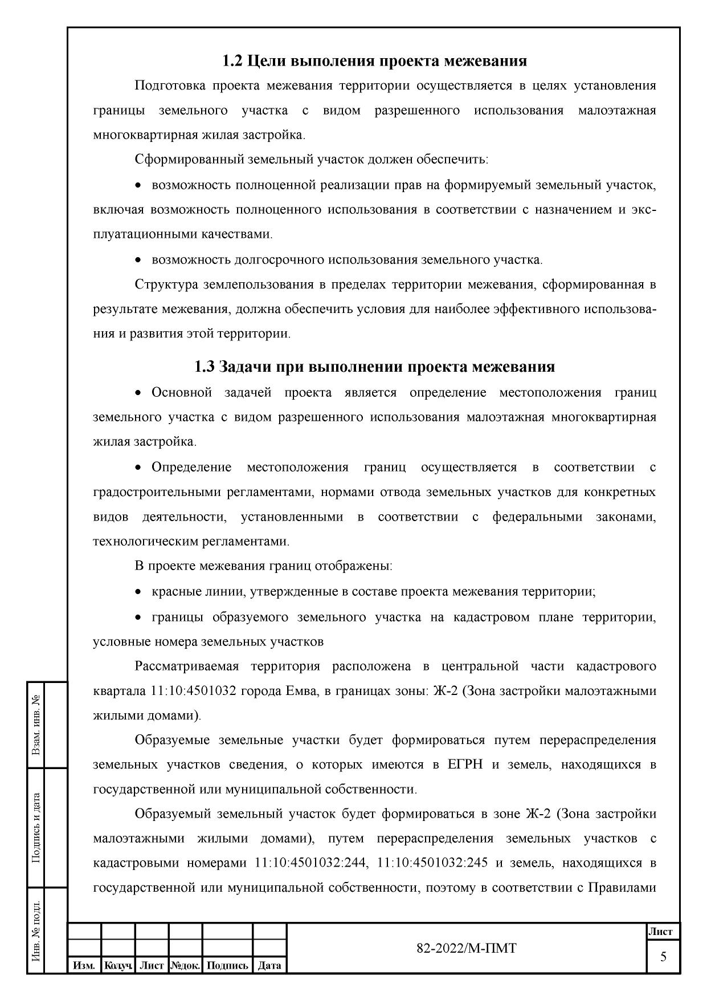 1.2 Цели выполения проекта межевания
Подготовка проекта межевания территории осуществляется в целях установления
границы земельного участка с видом разрешенного использования малоэтажная
многоквартирная жилая застройка.
Сформированный земельный участок должен обеспечить:
• возможность полноценной реализации прав на формируемый земельный участок,
включая возможность полноценного использования в соответствии с назначением и экс-
плуатационными качествами.
• возможность долгосрочного использования земельного участка.
Структура землепользования в пределах территории межевания, сформированная в
результате межевания, должна обеспечить условия для наиболее эффективного использова-
ния и развития этой территории.
1.3 Задачи при выполнении проекта межевания
• Основной задачей проекта является определение местоположения границ
земельного участка с видом разрешенного использования малоэтажная многоквартирная
жилая застройка.
• Определение местоположения границ осуществляется в соответствии с
градостроительными регламентами, нормами отвода земельных участков для конкретных
видов деятельности, установленными в соответствии с федеральными законами,
технологическим регламентами.
В проекте межевания границ отображены:
• красные линии, утвержденные в составе проекта межевания территории;
• границы образуемого земельного участка на кадастровом плане территории,
условные номера земельных участков
Рассматриваемая территория расположена в центральной части кадастрового
квартала 11:10:4501032 города Емва, в границах зоны: Ж-2 (Зона застройки малоэтажными
жилыми домами).
Образуемые земельные участки будет формироваться путем перераспределения
земельных участков сведения, о которых имеются в ЕГРН и земель, находящихся в
государственной или муниципальной собственности.
Образуемый земельный участок будет формироваться в зоне Ж-2 (Зона застройки
малоэтажными жилыми домами), путем перераспределения земельных участков с
кадастровыми номерами 11:10:4501032:244, 11:10:4501032:245 и земель, находящихся в
государственной или муниципальной собственности, поэтому в соответствии с Правилами
Взам. инв. №
Подпись и дата
Инв. № подл.
Изм. Колуч. Лист №док. Подпись Дата
82-2022/М-ПМТ
Лист
5